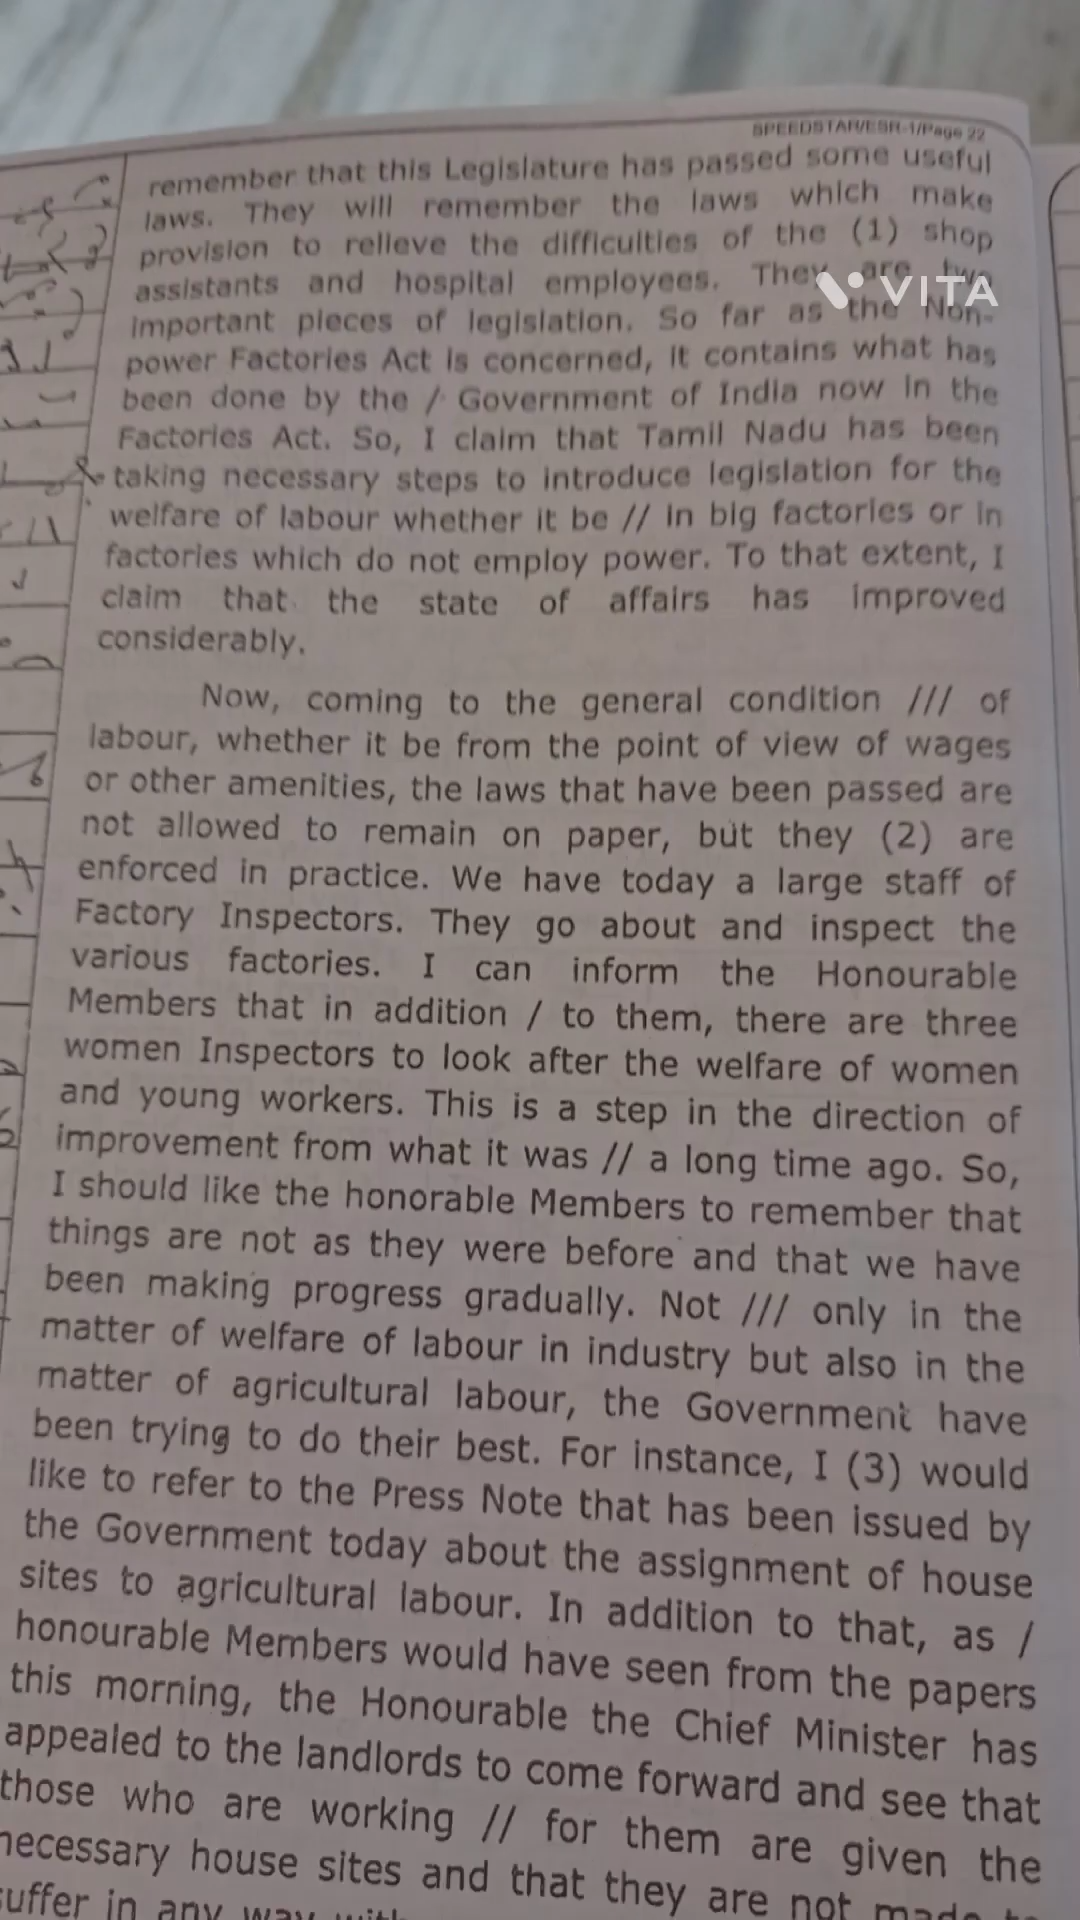 SPEEDSTAR/ESR-1/Page 22
remember that this Legislature has passed some useful
laws. They will remember the laws which make
provision to relieve the difficulties of the (1) shop
assistants and hospital employees. They are two
VITA
important pieces of legislation. So far as the Non-
power Factories Act is concerned, it contains what has
been done by the / Government of India now in the
Factories Act. So, I claim that Tamil Nadu has been
taking necessary steps to introduce legislation for the
welfare of labour whether it be // in big factories or in
factories which do not employ power. To that extent, I
claim that the state of affairs has improved
considerably.
Now, coming to the general condition /// of
labour, whether it be from the point of view of wages
or other amenities, the laws that have been passed are
not allowed to remain on paper, but they (2) are
enforced in practice. We have today a large staff of
Factory Inspectors. They go about and inspect the
various factories. I can inform the Honourable
Members that in addition / to them, there are three
women Inspectors to look after the welfare of women
and young workers. This is a step in the direction of
improvement from what it was // a long time ago. So,
I should like the honorable Members to remember that
things are not as they were before and that we have
been making progress gradually. Not /// only in the
matter of welfare of labour in industry but also in the
matter of agricultural labour, the Government have
been trying to do their best. For instance, I (3) would
like to refer to the Press Note that has been issued by
the Government today about the assignment of house
sites to agricultural labour. In addition to that, as /
honourable Members would have seen from the papers
this morning, the Honourable the Chief Minister has
appealed to the landlords to come forward and see that
those who are working // for them are given the
necessary house sites and that they are not made to
suffer in any way